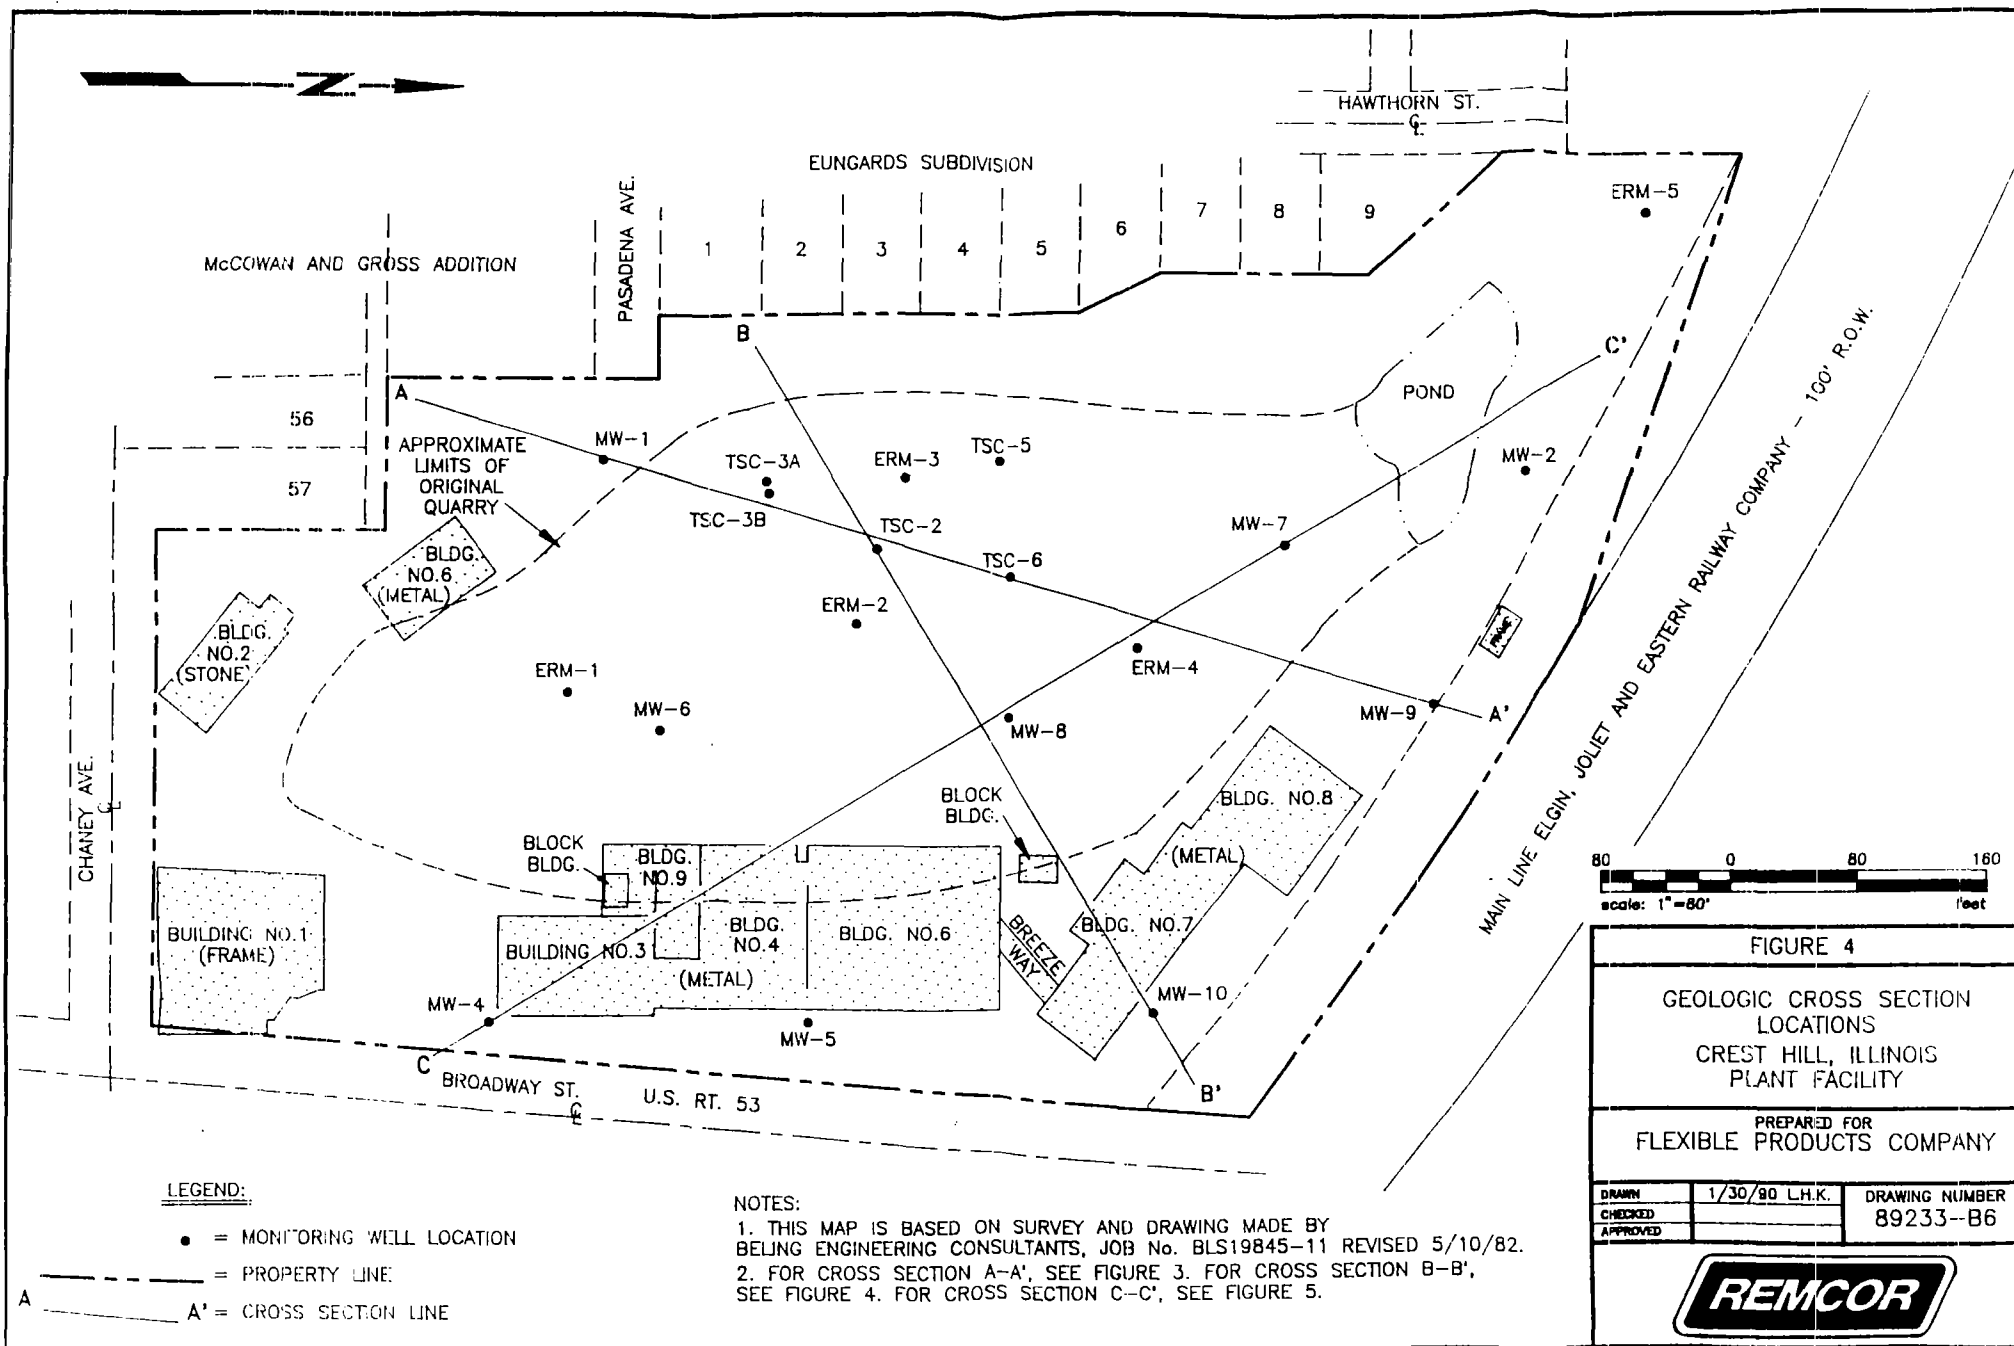 N
HAWTHORN ST.
EUNGARDS SUBDIVISION
PASADENA AVE.
McCOWAN AND GROSS ADDITION
ERM-5
1
2
3
4
5
6
7
8
9
B
A
C'
POND
56
57
APPROXIMATE
LIMITS OF
ORIGINAL
QUARRY
MW-1
TSC-3A
TSC-3B
ERM-3
TSC-5
TSC-2
TSC-6
MW-7
MW-2
BLDG.
NO.6
(METAL)
BLDG.
NO.2
(STONE)
ERM-2
ERM-1
MW-6
ERM-4
MW-8
MW-9
A'
MAIN LINE ELGIN, JOLIET AND EASTERN RAILWAY COMPANY -- 100' R.O.W.
CHANEY AVE.
BLOCK
BLDG.
BLDG.
NO.9
BLOCK
BLDG.
BLDG. NO.8
(METAL)
BUILDING NO.1
(FRAME)
BUILDING NO.3
BLDG.
NO.4
(METAL)
BLDG. NO.6
BREEZE
WAY
BLDG. NO.7
MW-4
MW-5
MW-10
C
B'
BROADWAY ST.
U.S. RT. 53
80 0 80 160
scale: 1"=80' feet
LEGEND:
= MONITORING WELL LOCATION
= PROPERTY LINE
A A' = CROSS SECTION LINE
NOTES:
1. THIS MAP IS BASED ON SURVEY AND DRAWING MADE BY
BELING ENGINEERING CONSULTANTS, JOB No. BLS19845-11 REVISED 5/10/82.
2. FOR CROSS SECTION A-A', SEE FIGURE 3. FOR CROSS SECTION B-B',
SEE FIGURE 4. FOR CROSS SECTION C-C', SEE FIGURE 5.
FIGURE 4
GEOLOGIC CROSS SECTION
LOCATIONS
CREST HILL, ILLINOIS
PLANT FACILITY
PREPARED FOR
FLEXIBLE PRODUCTS COMPANY
DRAWN 1/30/90 L.H.K.
CHECKED
APPROVED
DRAWING NUMBER
89233-B6
REMCOR